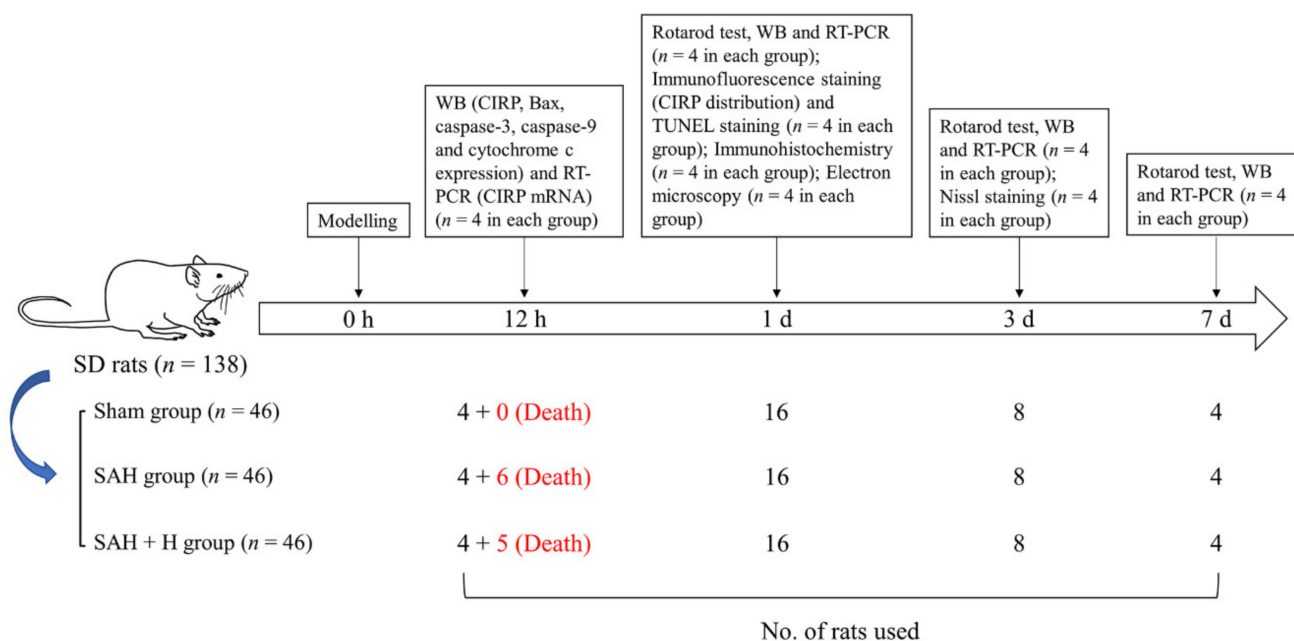 Modelling
WB (CIRP, Bax,
caspase-3, caspase-9
and cytochrome c
expression) and RT-
PCR (CIRP mRNA)
(n = 4 in each group)
Rotarod test, WB and RT-PCR
(n = 4 in each group);
Immunofluorescence staining
(CIRP distribution) and
TUNEL staining (n = 4 in each
group); Immunohistochemistry
(n = 4 in each group); Electron
microscopy (n = 4 in each
group)
Rotarod test, WB
and RT-PCR (n = 4
in each group);
Nissl staining (n = 4
in each group)
Rotarod test, WB
and RT-PCR (n = 4
in each group)
0 h 12 h 1 d 3 d 7 d
SD rats (n = 138)
Sham group (n = 46) 4 + 0 (Death) 16 8 4
SAH group (n = 46) 4 + 6 (Death) 16 8 4
SAH + H group (n = 46) 4 + 5 (Death) 16 8 4
No. of rats used